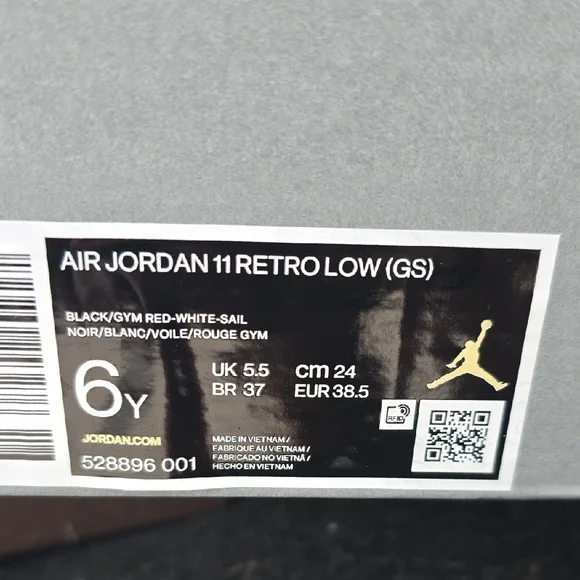 AIR JORDAN 11 RETRO LOW (GS)
BLACK/GYM RED-WHITE-SAIL
NOIR/BLANC/VOILE/ROUGE GYM
6Y
UK 5.5 cm 24
BR 37 EUR 38.5
RFID
JORDAN.COM
528896 001
MADE IN VIETNAM /
FABRIQUE AU VIETNAM /
FABRICADO NO VIETNÃ /
HECHO EN VIETNAM